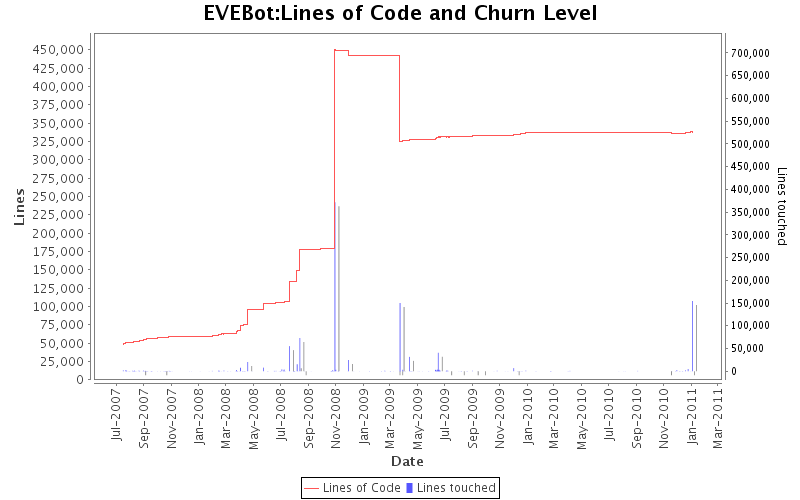 EVEBot:Lines of Code and Churn Level
450,000
425,000
400,000
375,000
350,000
325,000
300,000
275,000
250,000
225,000
200,000
175,000
150,000
125,000
100,000
75,000
50,000
25,000
0
Lines
700,000
650,000
600,000
550,000
500,000
450,000
400,000
350,000
300,000
250,000
200,000
150,000
100,000
50,000
0
Lines touched
Jul-2007
Sep-2007
Nov-2007
Jan-2008
Mar-2008
May-2008
Jul-2008
Sep-2008
Nov-2008
Jan-2009
Mar-2009
May-2009
Jul-2009
Sep-2009
Nov-2009
Jan-2010
Mar-2010
May-2010
Jul-2010
Sep-2010
Nov-2010
Jan-2011
Mar-2011
Date
Lines of Code
Lines touched